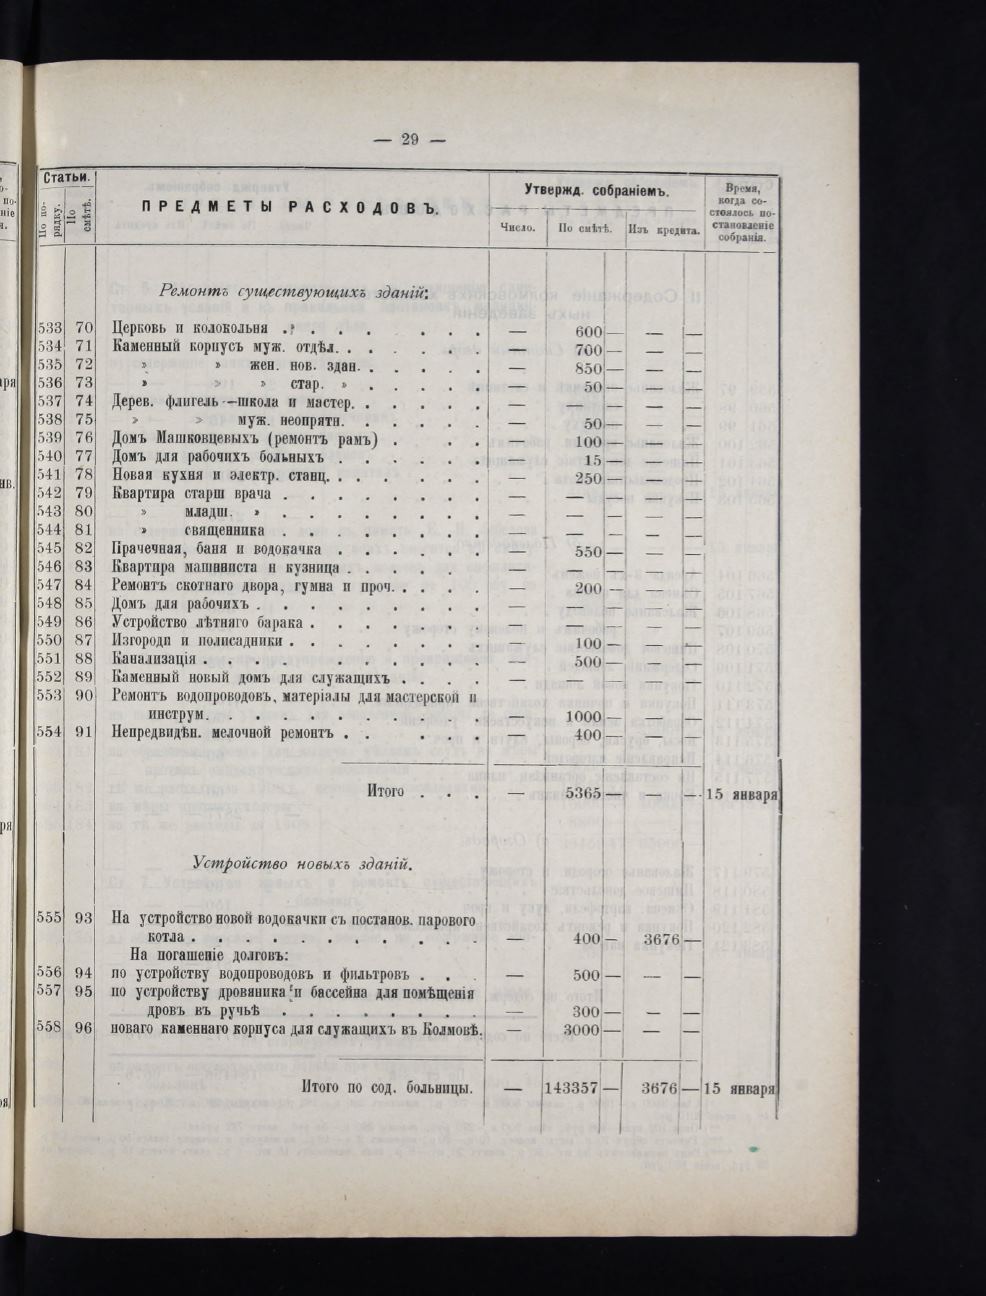 — 29 —
Статьи.
По по-
рядку.
По
смѣтѣ.
ПРЕДМЕТЫ РАСХОДОВЪ.
Утвержд. собраніемъ.
Число.
По смѣтѣ.
Изъ кредита.
Время,
когда со-
стоялось по-
становленіе
собранія.
Ремонтъ существующихъ зданій:
533 70 Церковь и колокольня . . . . . . . — 600 — — —
534 71 Каменный корпусъ муж. отдѣл. . . . . . . — 700 — — —
535 72 » » жен. нов. здан. . . . . . — 850 — — —
536 73 » » » стар. » . . . . . — 50 — — —
537 74 Дерев. флигель—школа и мастер. . . . . . — — — — —
538 75 » » муж. неопрятн. . . . . . — 50 — — —
539 76 Домъ Машковцевыхъ (ремонтъ рамъ) . . . — 100 — — —
540 77 Домъ для рабочихъ больныхъ . . . . . . — 15 — — —
541 78 Новая кухня и электр. станц. . . . . . . — 250 — — —
542 79 Квартира старш врача . . . . . . . . — — — — —
543 80 » младш. » . . . . . . . . — — — — —
544 81 » священника . . . . . . . . — — — — —
545 82 Прачечная, баня и водокачка . . . . . . — 550 — — —
546 83 Квартира машиниста и кузница . . . . . — — — — —
547 84 Ремонтъ скотнаго двора, гумна и проч. . . . . — 200 — — —
548 85 Домъ для рабочихъ . . . . . . . . . — — — — —
549 86 Устройство лѣтняго барака . . . . . . . — — — — —
550 87 Изгороди и полисадники . . . . . . . . — 100 — — —
551 88 Канализація . . . . . . . . . . — 500 — — —
552 89 Каменный новый домъ для служащихъ . . . . — — — — —
553 90 Ремонтъ водопроводовъ, матеріалы для мастерской и
инструм. . . . . . . . . . . — 1000 — — —
554 91 Непредвидѣн. мелочной ремонтъ . . . . . — 400 — — —
Итого . . . — 5365 — — — 15 января
Устройство новыхъ зданій.
555 93 На устройство новой водокачки съ постанов. парового
котла . . . . . . . . . . . — 400 — 3676 —
На погашеніе долговъ:
556 94 по устройству водопроводовъ и фильтровъ . . . — 500 — — —
557 95 по устройству дровяника и бассейна для помѣщенія
дровъ въ ручьѣ . . . . . . . . — 300 — — —
558 96 новаго каменнаго корпуса для служащихъ въ Колмовѣ. — 3000 — — —
Итого по сод. больницы. — 143357 — 3676 — 15 января